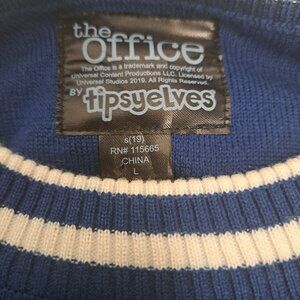 the
office
The Office is a trademark and copyright of
Universal Content Productions LLC. Licensed by
Universal Studios 2019. All Rights Reserved.
BY tipsyelves
s(19)
RN# 115665
CHINA
L